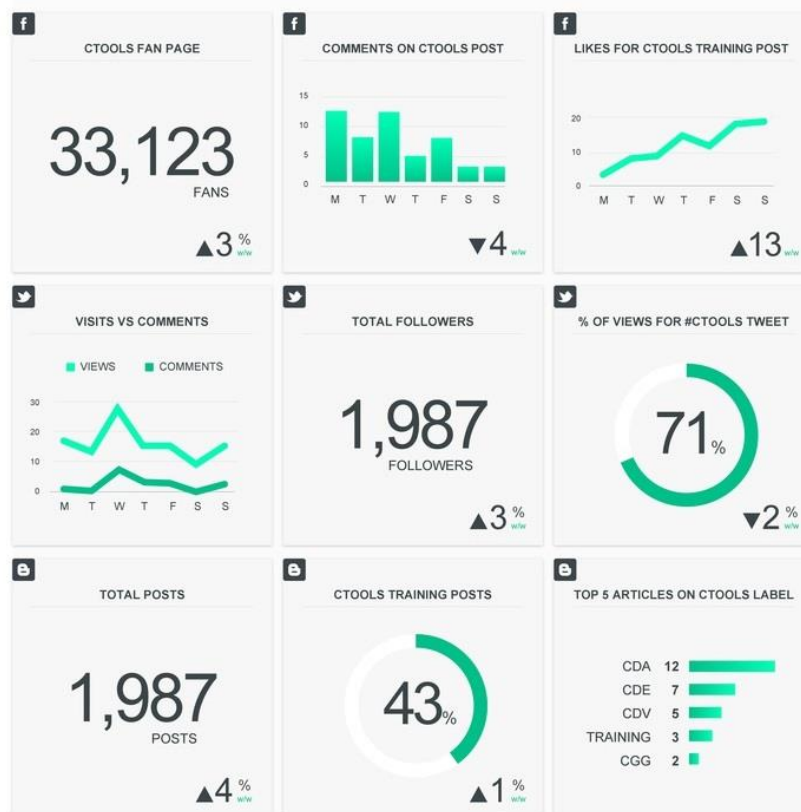 CTOOLS FAN PAGE
33,123
FANS
▲3 %
w/w
COMMENTS ON CTOOLS POST
15
10
5
0
M T W T F S S
▼4 w/w
LIKES FOR CTOOLS TRAINING POST
20
10
0
M T W T F S S
▲13 w/w
VISITS VS COMMENTS
VIEWS COMMENTS
30
20
10
0
M T W T F S S
TOTAL FOLLOWERS
1,987
FOLLOWERS
▲3 %
w/w
% OF VIEWS FOR #CTOOLS TWEET
71%
▼2 %
w/w
TOTAL POSTS
1,987
POSTS
▲4 %
w/w
CTOOLS TRAINING POSTS
43%
▲1 %
w/w
TOP 5 ARTICLES ON CTOOLS LABEL
CDA 12
CDE 7
CDV 5
TRAINING 3
CGG 2